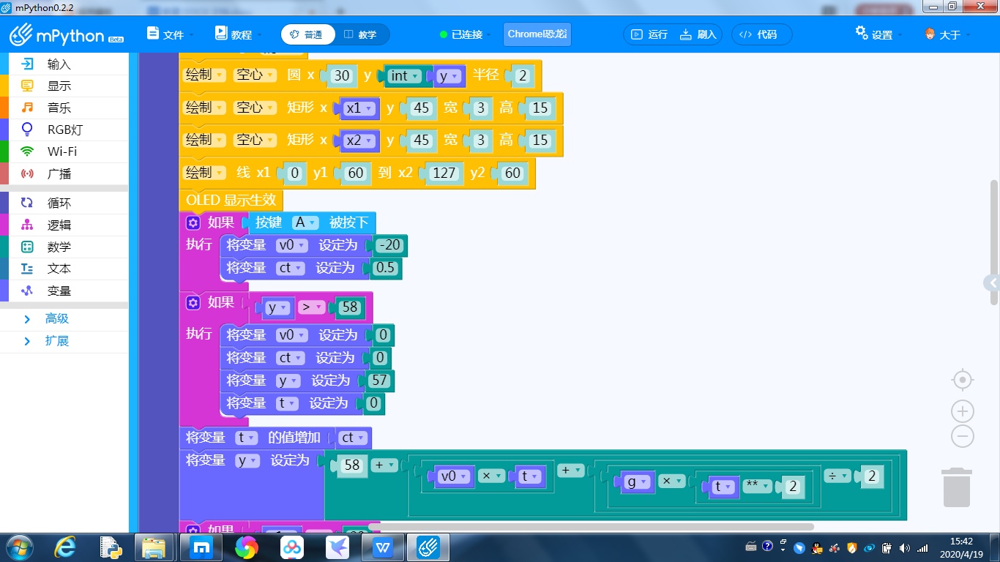 mPython0.2.2
mPython Beta 文件 教程 普通 教学 已连接 Chrome恐龙 运行 刷入 代码 设置 大于
输入
显示
音乐
RGB灯
Wi-Fi
广播
循环
逻辑
数学
文本
变量
高级
扩展
绘制 空心 圆 x 30 y int y 半径 2
绘制 空心 矩形 x x1 y 45 宽 3 高 15
绘制 空心 矩形 x x2 y 45 宽 3 高 15
绘制 线 x1 0 y1 60 到 x2 127 y2 60
OLED 显示生效
如果 按键 A 被按下
执行 将变量 v0 设定为 -20
将变量 ct 设定为 0.5
如果 y > 58
执行 将变量 v0 设定为 0
将变量 ct 设定为 0
将变量 y 设定为 57
将变量 t 设定为 0
将变量 t 的值增加 ct
将变量 y 设定为 58 + v0 × t + g × t ** 2 ÷ 2
如果
15:42
2020/4/19